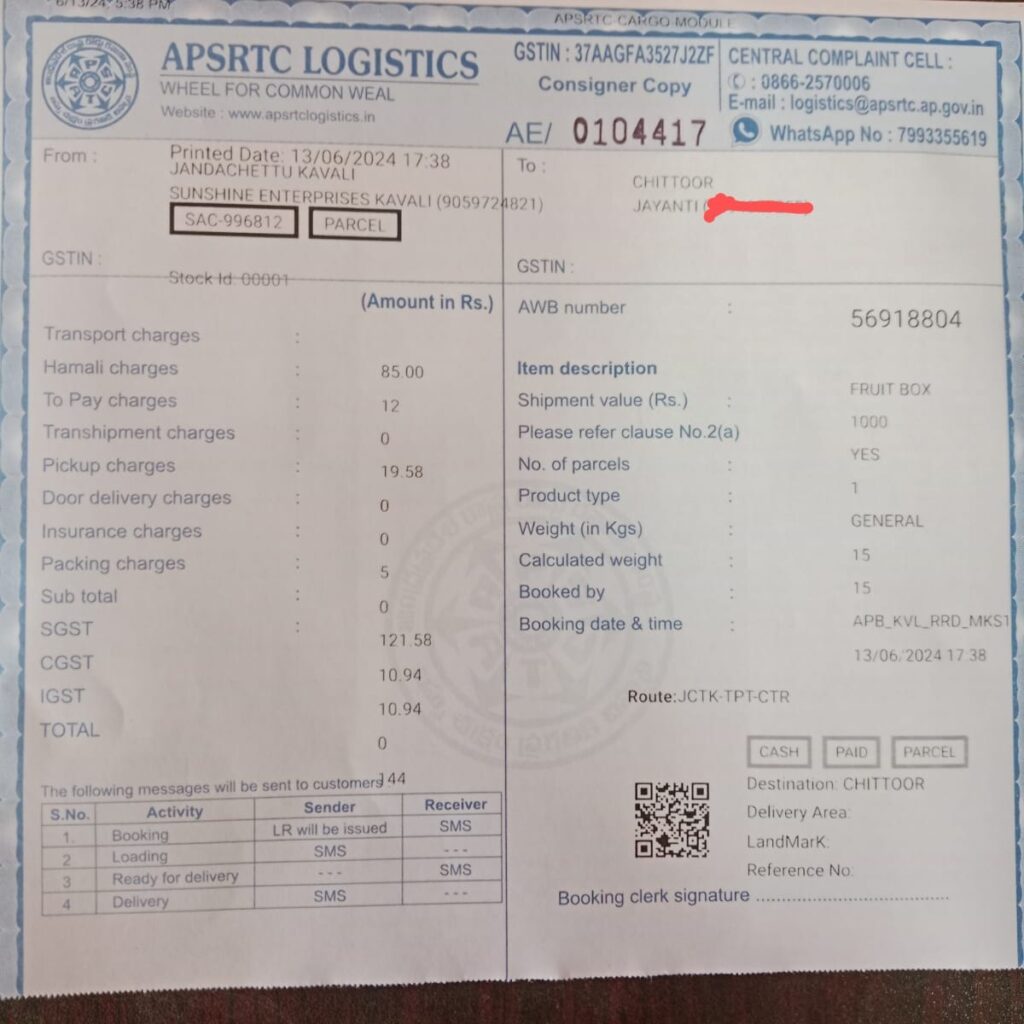 6/13/24, 5:38 PM
APSRTC CARGO MODULE
APSRTC LOGISTICS
WHEEL FOR COMMON WEAL
Website : www.apsrtclogistics.in
GSTIN : 37AAGFA3527J2ZF
Consigner Copy
AE/ 0104417
CENTRAL COMPLAINT CELL :
: 0866-2570006
E-mail : logistics@apsrtc.ap.gov.in
WhatsApp No : 7993355619
From :
Printed Date: 13/06/2024 17:38
JANDACHETTU KAVALI
SUNSHINE ENTERPRISES KAVALI (9059724821)
SAC-996812 PARCEL
GSTIN :
Stock Id: 00001
To :
CHITTOOR
JAYANTI (
GSTIN :
(Amount in Rs.)
Transport charges :
Hamali charges : 85.00
To Pay charges : 12
Transhipment charges : 0
Pickup charges : 19.58
Door delivery charges : 0
Insurance charges : 0
Packing charges : 5
Sub total : 0
SGST : 121.58
CGST 10.94
IGST 10.94
TOTAL 0
144
AWB number : 56918804
Item description
FRUIT BOX
Shipment value (Rs.) :
1000
Please refer clause No.2(a)
YES
No. of parcels :
1
Product type :
GENERAL
Weight (in Kgs) :
15
Calculated weight :
15
Booked by :
APB_KVL_RRD_MKS1
Booking date & time :
13/06/2024 17:38
Route:JCTK-TPT-CTR
CASH PAID PARCEL
Destination: CHITTOOR
Delivery Area:
LandMarK:
Reference No:
Booking clerk signature ........................................
The following messages will be sent to customers
S.No. Activity Sender Receiver
1. Booking LR will be issued SMS
2 Loading SMS ---
3 Ready for delivery --- SMS
4 Delivery SMS ---